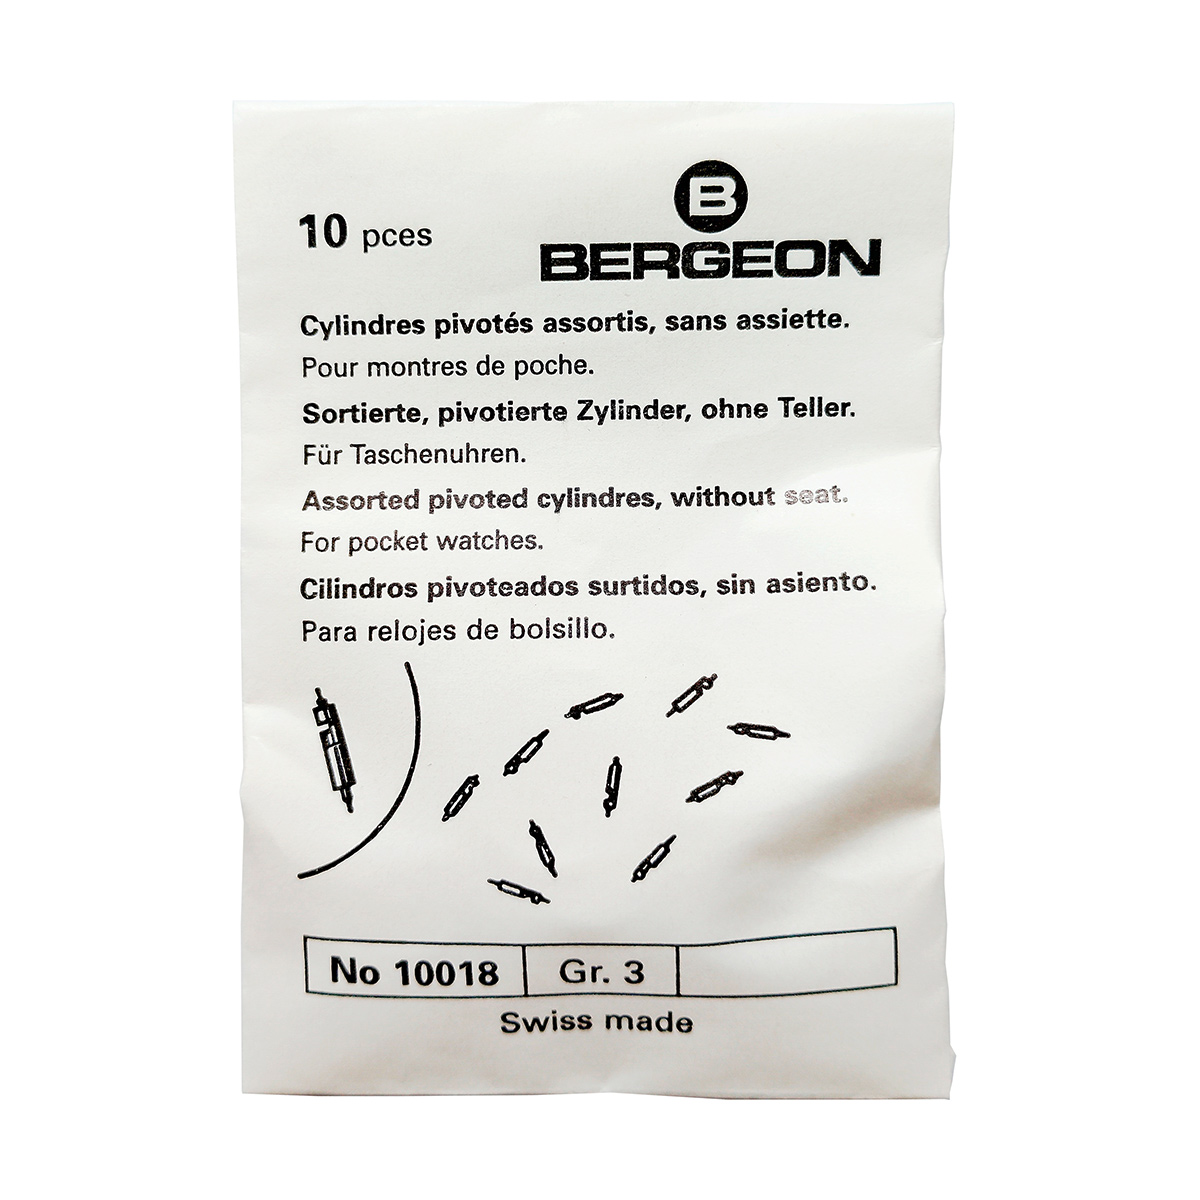 10 pces
B
BERGEON
Cylindres pivotés assortis, sans assiette.
Pour montres de poche.
Sortierte, pivotierte Zylinder, ohne Teller.
Für Taschenuhren.
Assorted pivoted cylindres, without seat.
For pocket watches.
Cilindros pivoteados surtidos, sin asiento.
Para relojes de bolsillo.
No 10018 Gr. 3
Swiss made